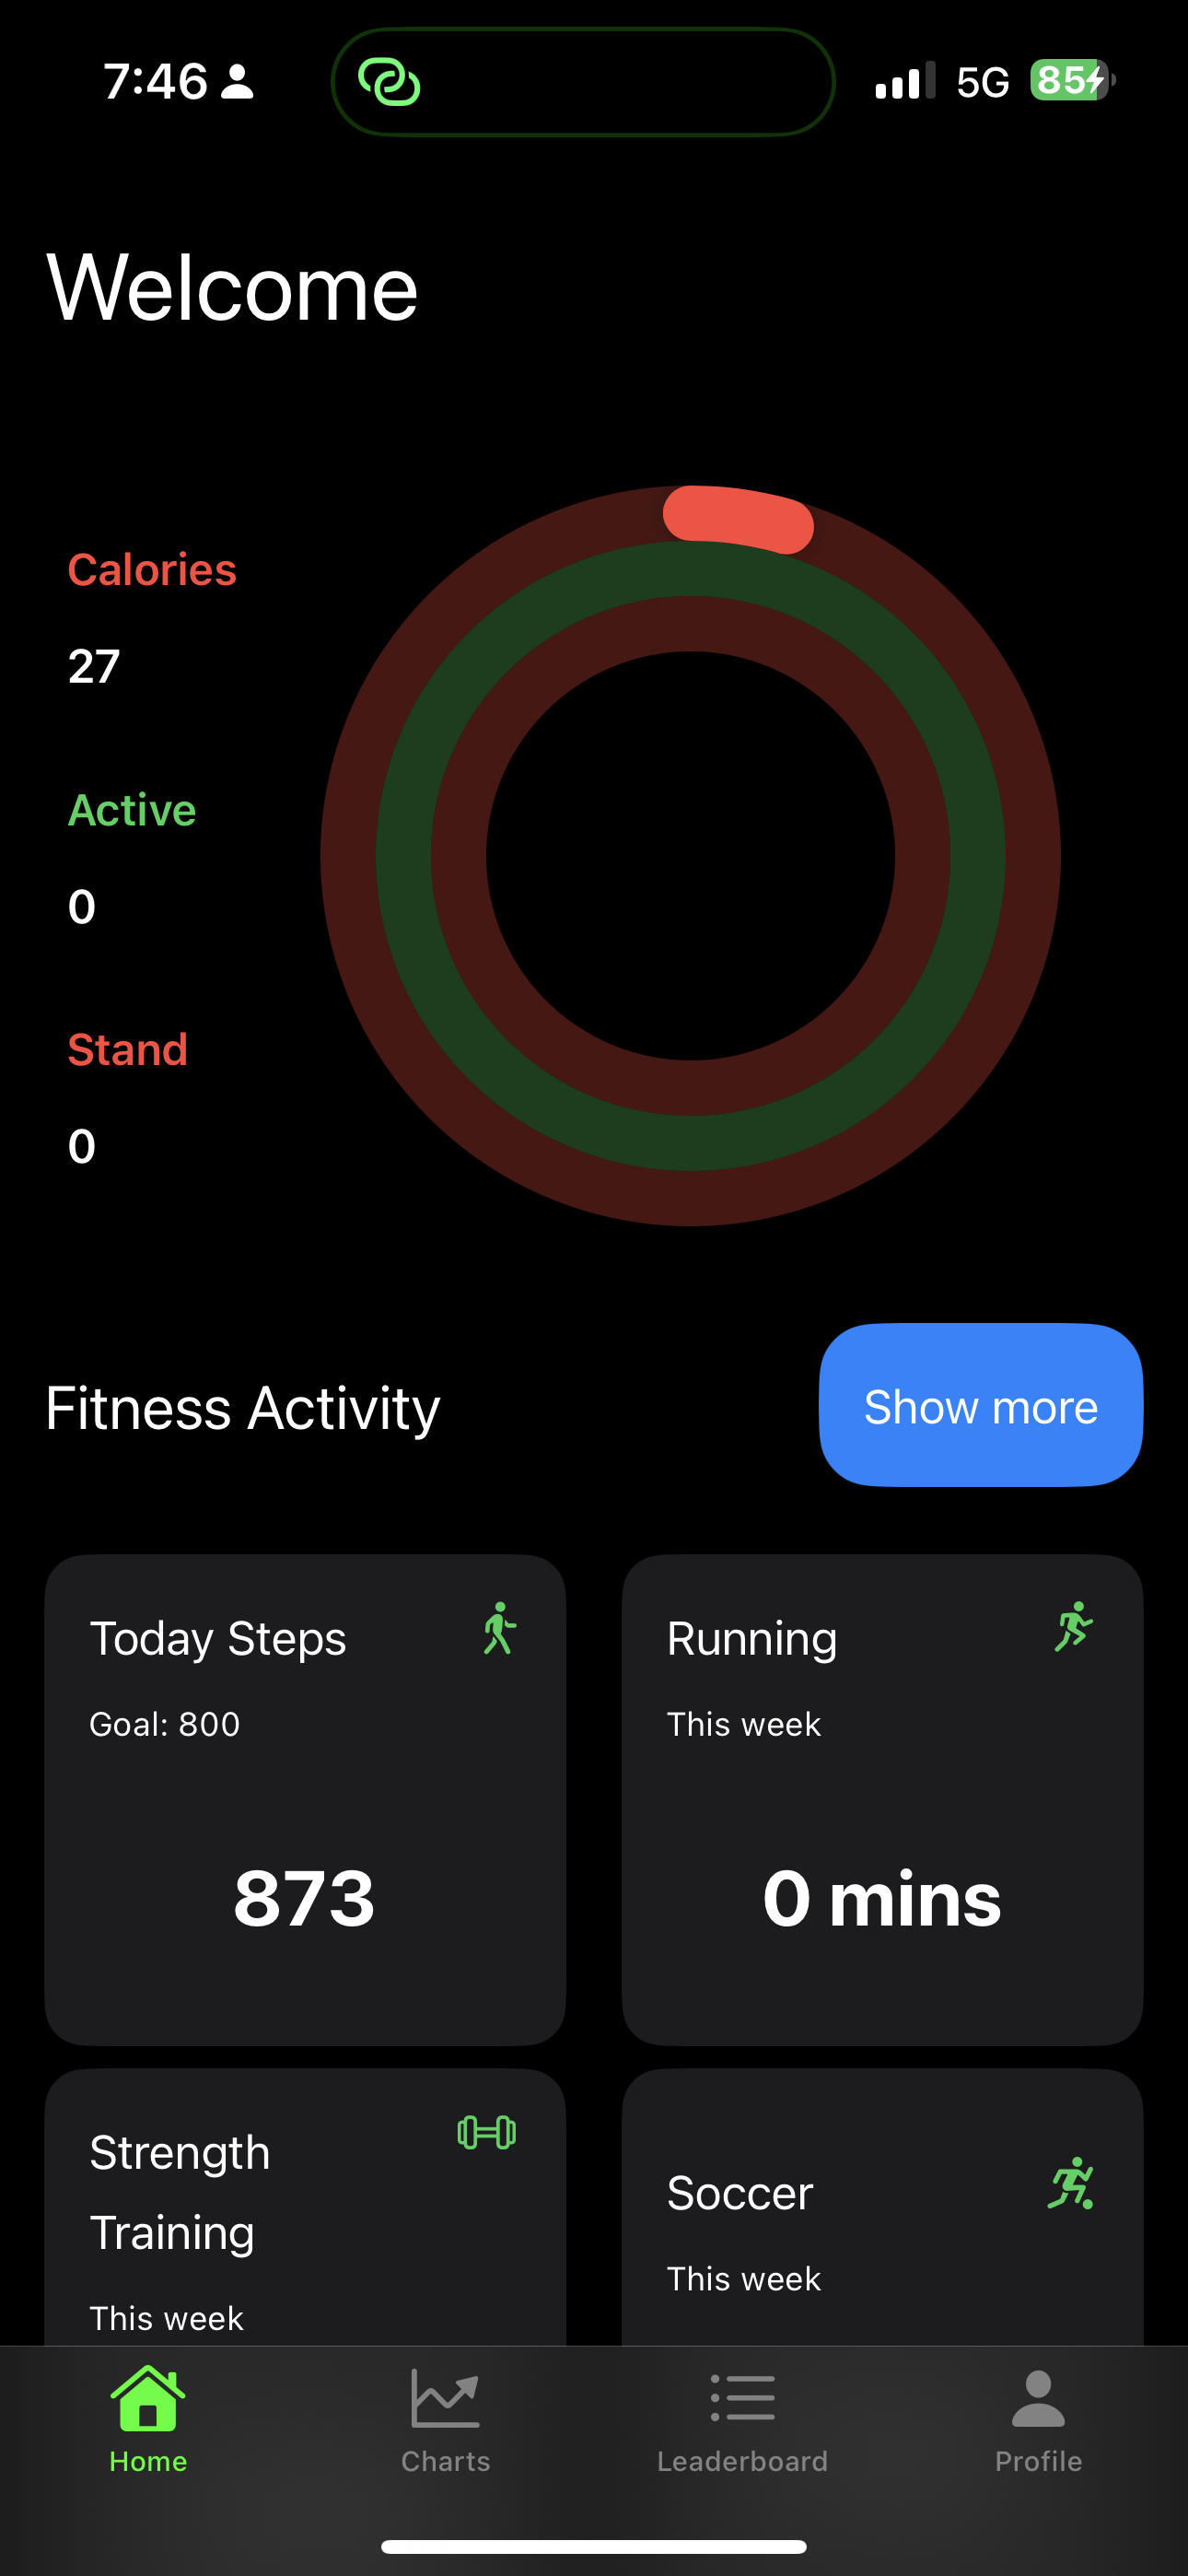 7:46
5G
85
Welcome
Calories
27
Active
0
Stand
0
Fitness Activity
Show more
Today Steps
Goal: 800
873
Running
This week
0 mins
Strength
Training
This week
Soccer
This week
Home
Charts
Leaderboard
Profile